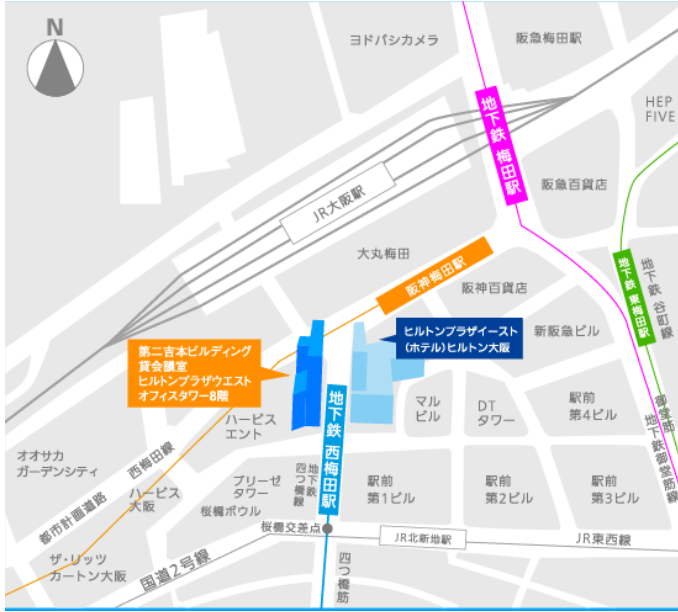 N
ヨドバシカメラ
阪急梅田駅
HEP
FIVE
地下鉄 梅田駅
JR大阪駅
阪急百貨店
大丸梅田
阪神梅田駅
阪神百貨店
地下鉄 東梅田駅
地下鉄 谷町線
第二吉本ビルディング
貸会議室
ヒルトンプラザウエスト
オフィスタワー8階
ヒルトンプラザイースト
(ホテル)ヒルトン大阪
新阪急ビル
ハービス
エント
地下鉄 西梅田駅
マル
ビル
DT
タワー
駅前
第4ビル
御堂筋
地下鉄御堂筋線
オオサカ
ガーデンシティ
西梅田線
都市計画道路
ハービス
大阪
ブリーゼ
タワー
地下鉄
四つ橋線
桜橋ボウル
駅前
第1ビル
駅前
第2ビル
駅前
第3ビル
桜橋交差点
JR北新地駅
JR東西線
ザ・リッツ
カートン大阪
国道2号線
四つ橋筋